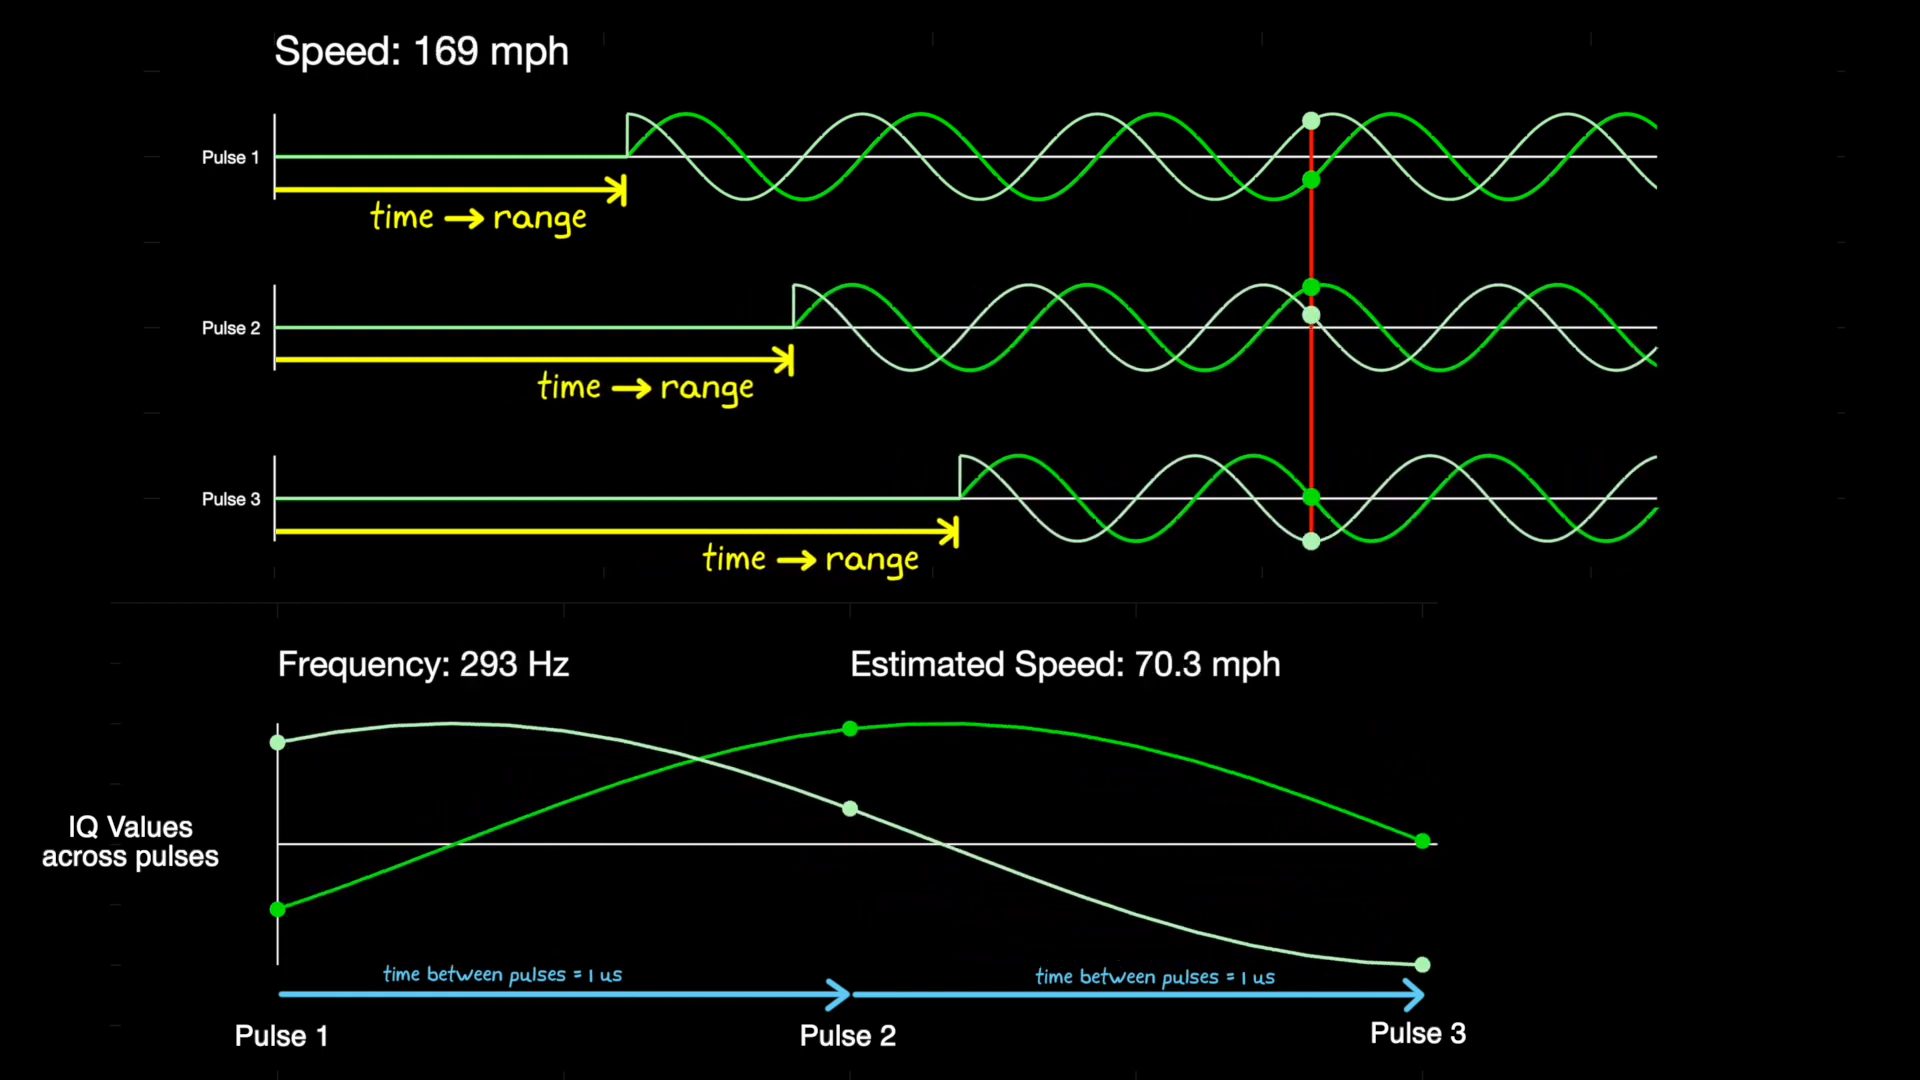 Speed: 169 mph
Pulse 1
time → range
Pulse 2
time → range
Pulse 3
time → range
Frequency: 293 Hz
Estimated Speed: 70.3 mph
IQ Values
across pulses
time between pulses = 1 us
time between pulses = 1 us
Pulse 1
Pulse 2
Pulse 3